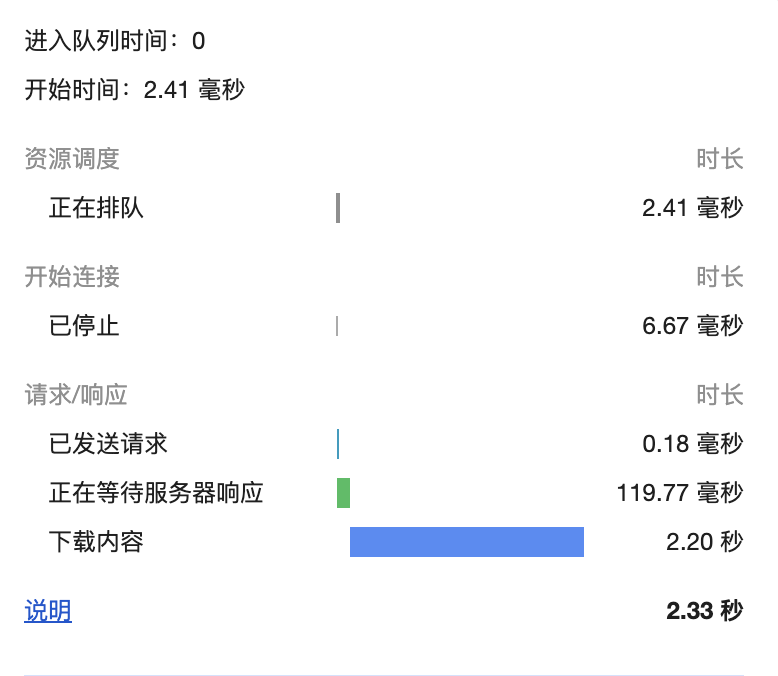 进入队列时间：0
开始时间：2.41 毫秒
资源调度 时长
正在排队 2.41 毫秒
开始连接 时长
已停止 6.67 毫秒
请求/响应 时长
已发送请求 0.18 毫秒
正在等待服务器响应 119.77 毫秒
下载内容 2.20 秒
说明 2.33 秒